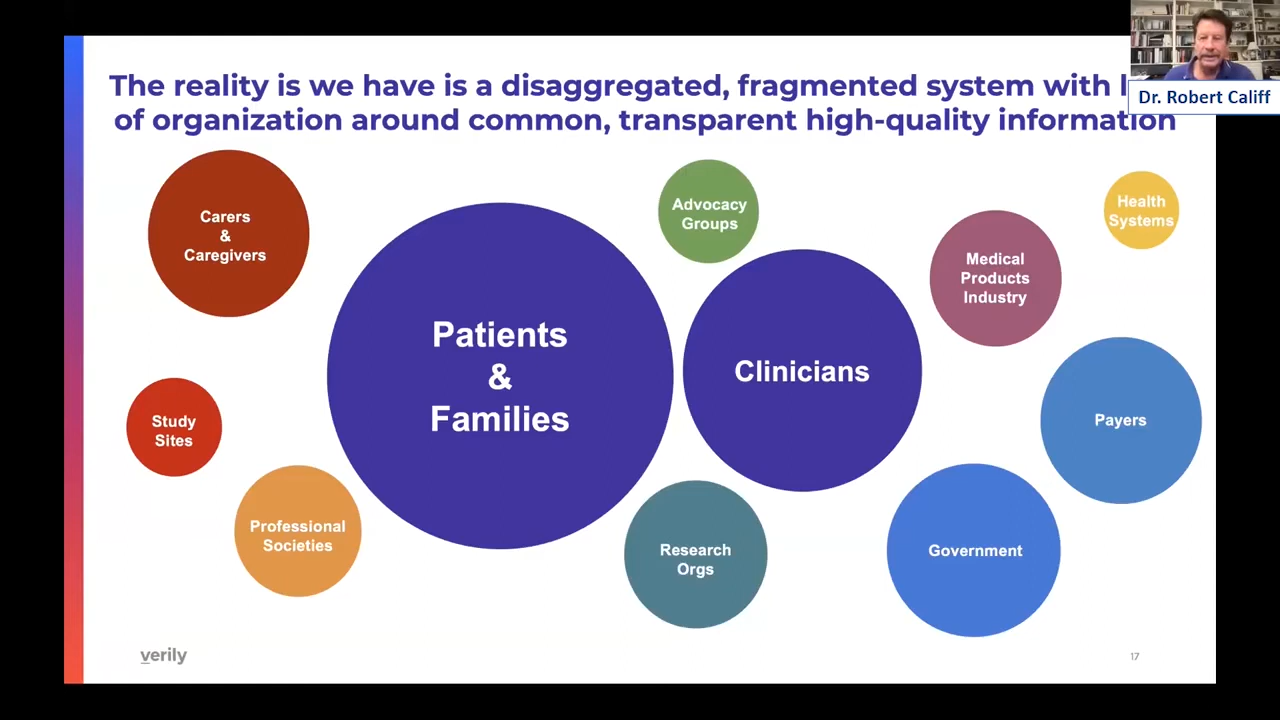 The reality is we have is a disaggregated, fragmented system with
of organization around common, transparent high-quality information
Dr. Robert Califf
Carers
&
Caregivers
Patients
&
Families
Advocacy
Groups
Clinicians
Medical
Products
Industry
Health
Systems
Study
Sites
Professional
Societies
Research
Orgs
Government
Payers
verily
17